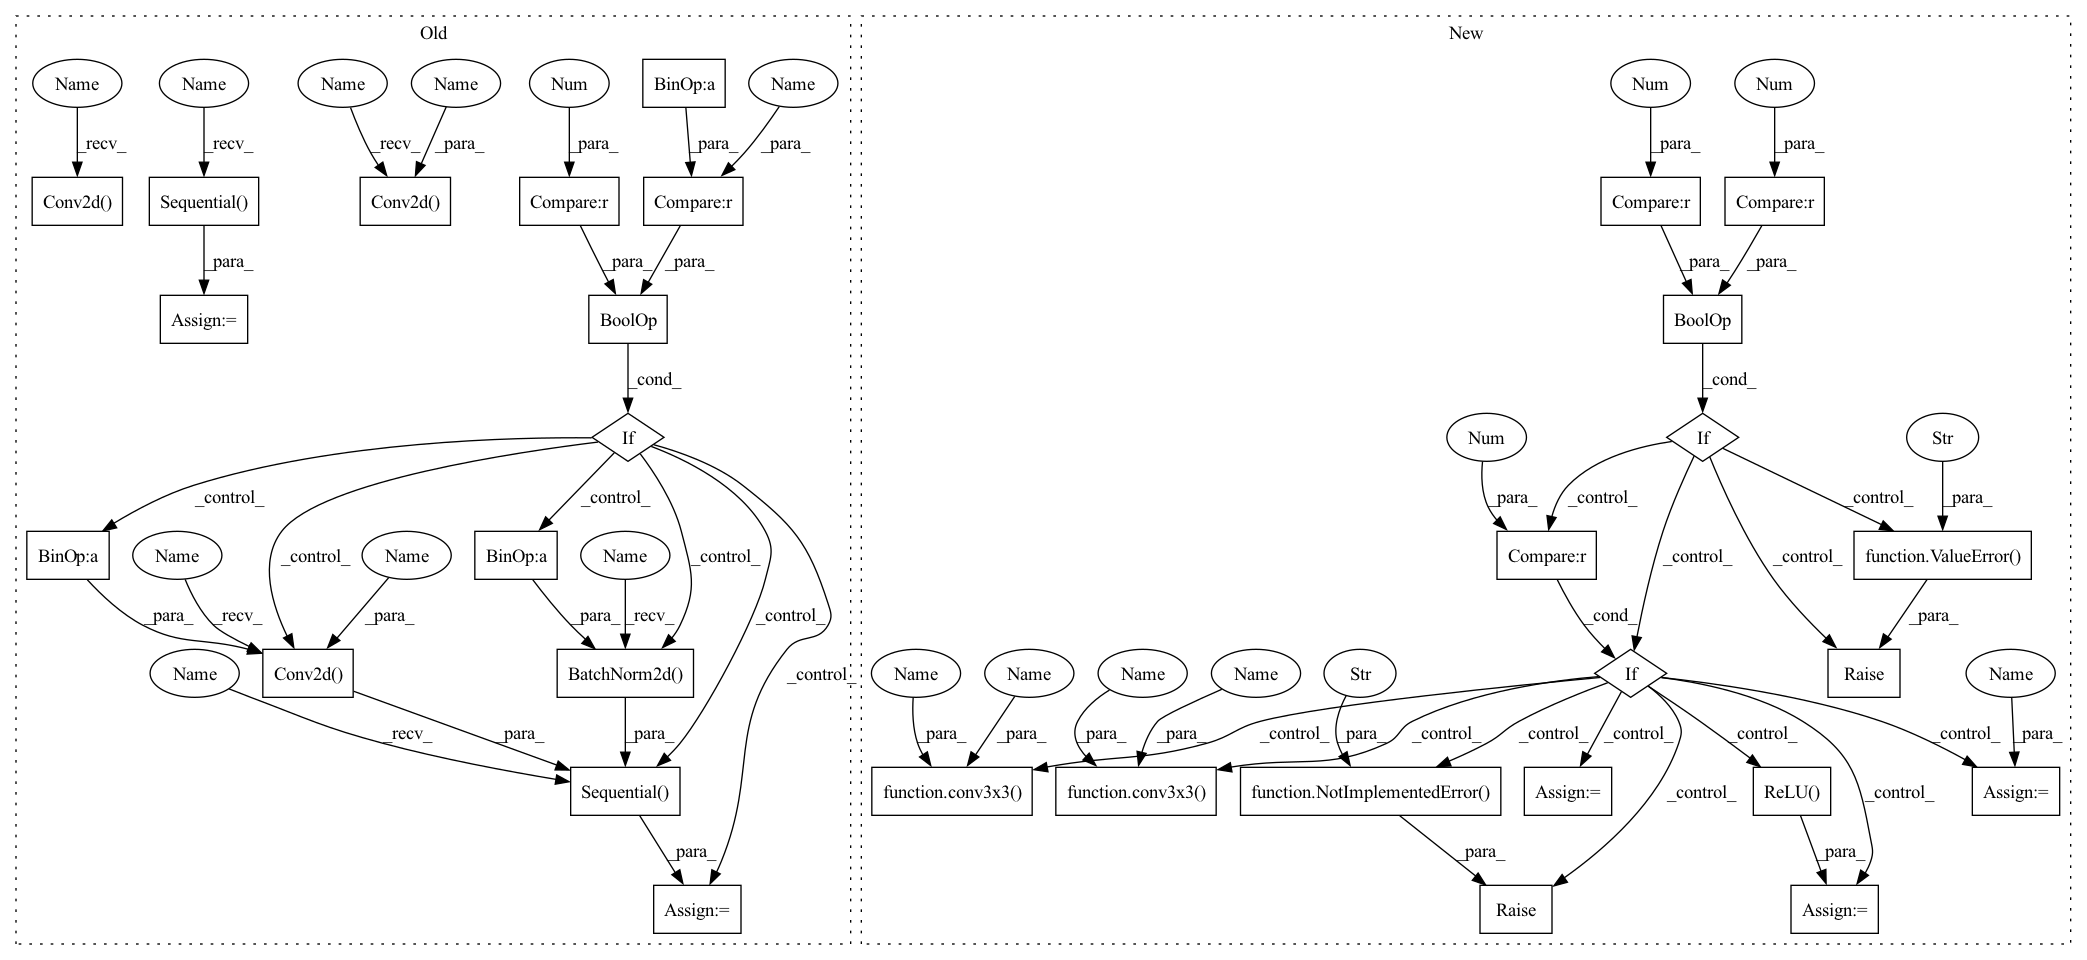 Old
New
Name
Name
Name
Name
Num
BinOp:a
Name
Num
Num
_recv_
_recv_
_recv_
_para_
_para_
_para_
_para_
_para_
_para_
Conv2d()
Sequential()
Conv2d()
Compare:r
Compare:r
Compare:r
Compare:r
_para_
_para_
_para_
_para_
_para_
Assign:=
BoolOp
BoolOp
_cond_
_cond_
If
Num
If
Str
_control_
_control_
_para_
_control_
_control_
_para_
BinOp:a
Name
_control_
Name
BinOp:a
Name
_control_
Compare:r
_control_
_control_
function.ValueError()
_para_
_recv_
_para_
_para_
_recv_
_control_
_cond_
_para_
Name
Conv2d()
BatchNorm2d()
_control_
Name
Name
Name
Name
Str
If
Raise
Name
_recv_
_para_
_para_
_para_
_para_
_para_
_para_
_control_
_para_
_control_
_control_
_control_
_control_
_control_
_para_
Sequential()
function.conv3x3()
function.conv3x3()
function.NotImplementedError()
Assign:=
_control_
ReLU()
_control_
Assign:=
_para_
_para_
_para_
Assign:=
Raise
Assign:=